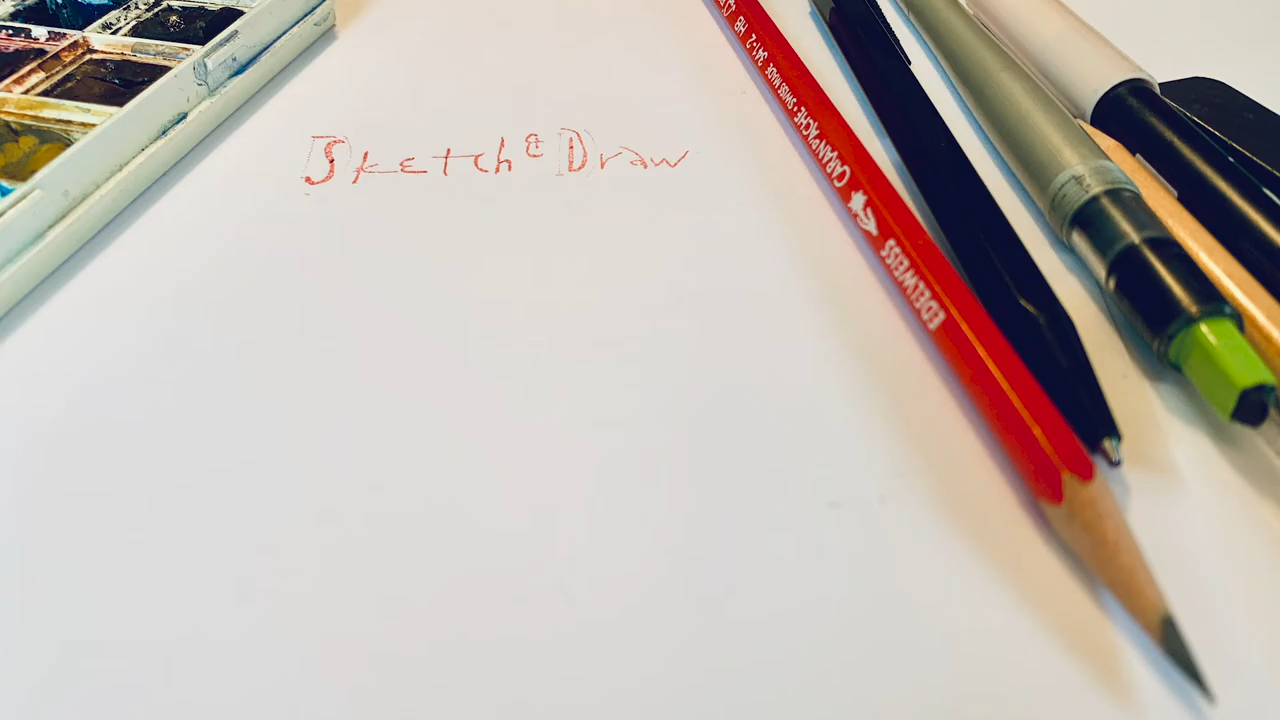 Sketch & Draw
EDELWEISS CARAN D'ACHE • SWISS MADE 341-2 HB